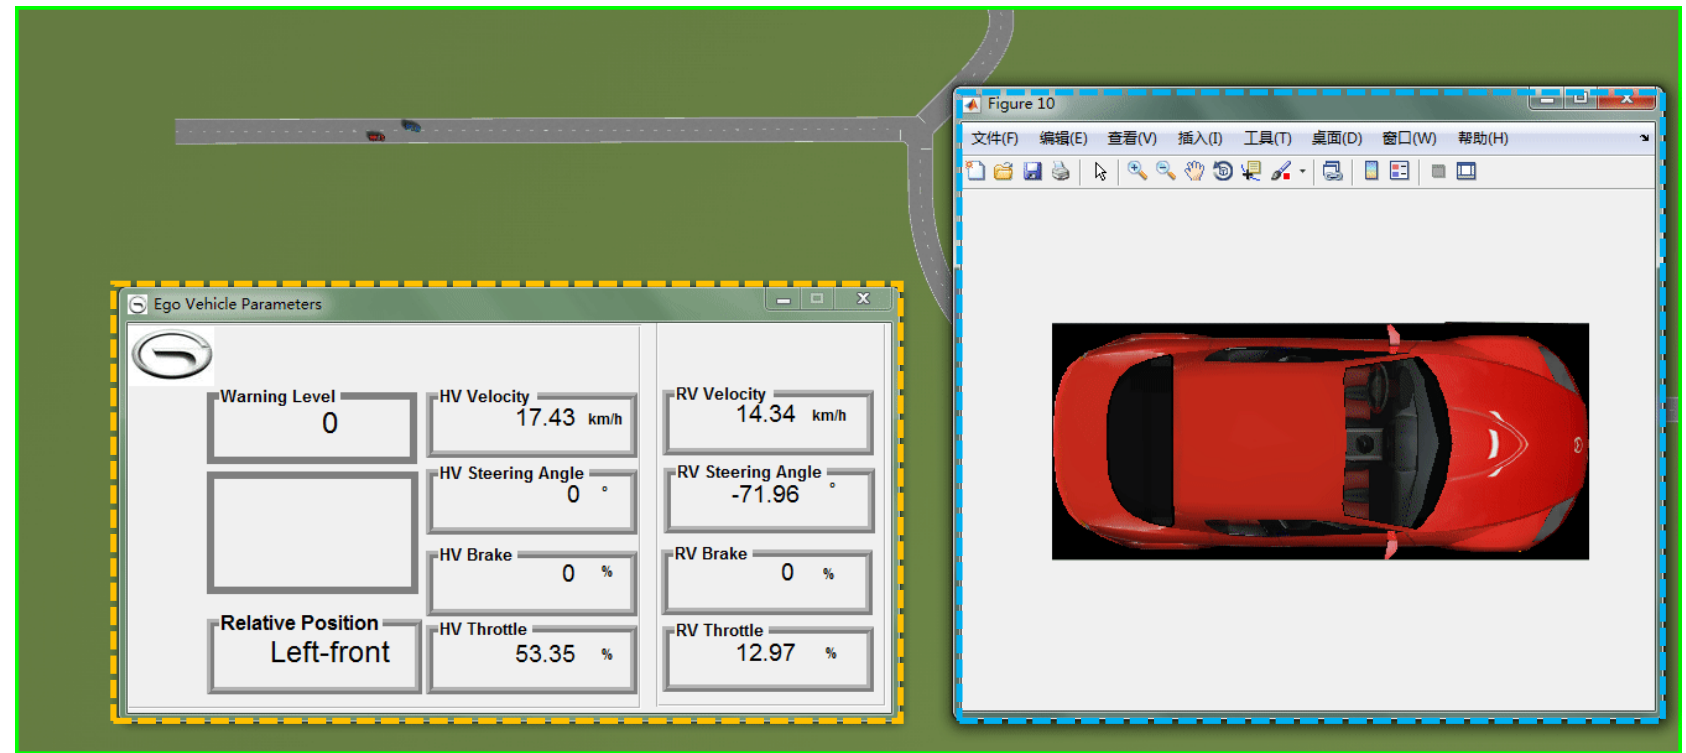 Figure 10
文件(F) 编辑(E) 查看(V) 插入(I) 工具(T) 桌面(D) 窗口(W) 帮助(H)
Ego Vehicle Parameters
Warning Level
0
Relative Position
Left-front
HV Velocity
17.43 km/h
HV Steering Angle
0 °
HV Brake
0 %
HV Throttle
53.35 %
RV Velocity
14.34 km/h
RV Steering Angle
-71.96 °
RV Brake
0 %
RV Throttle
12.97 %